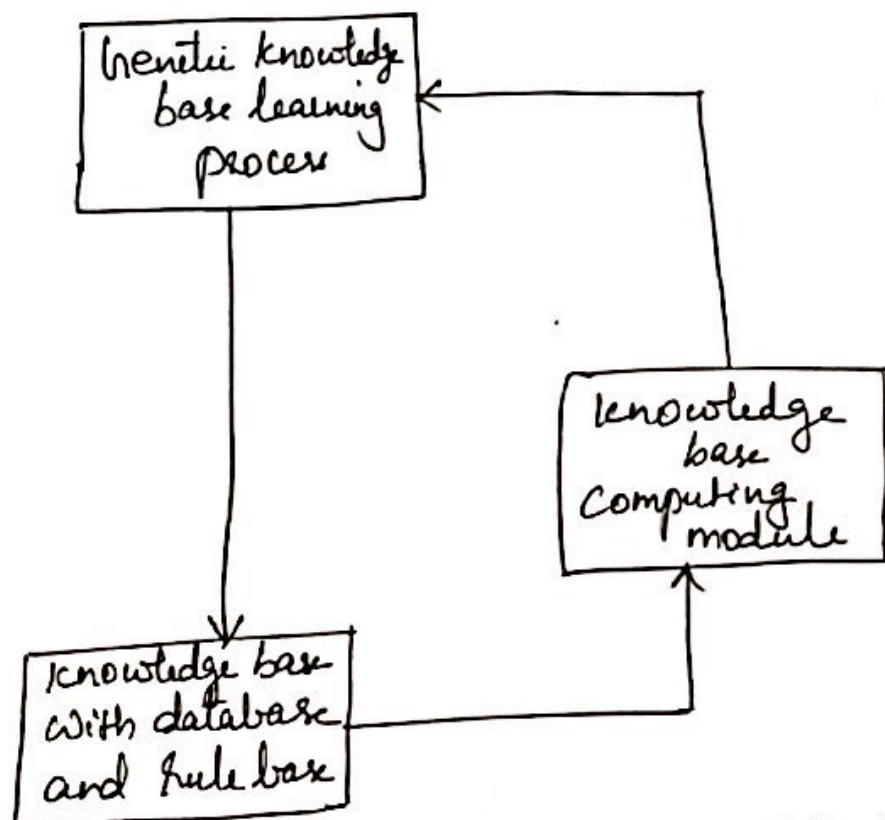 Genetic knowledge
base learning
process
knowledge
base
Computing
module
knowledge base
with database
and rule base